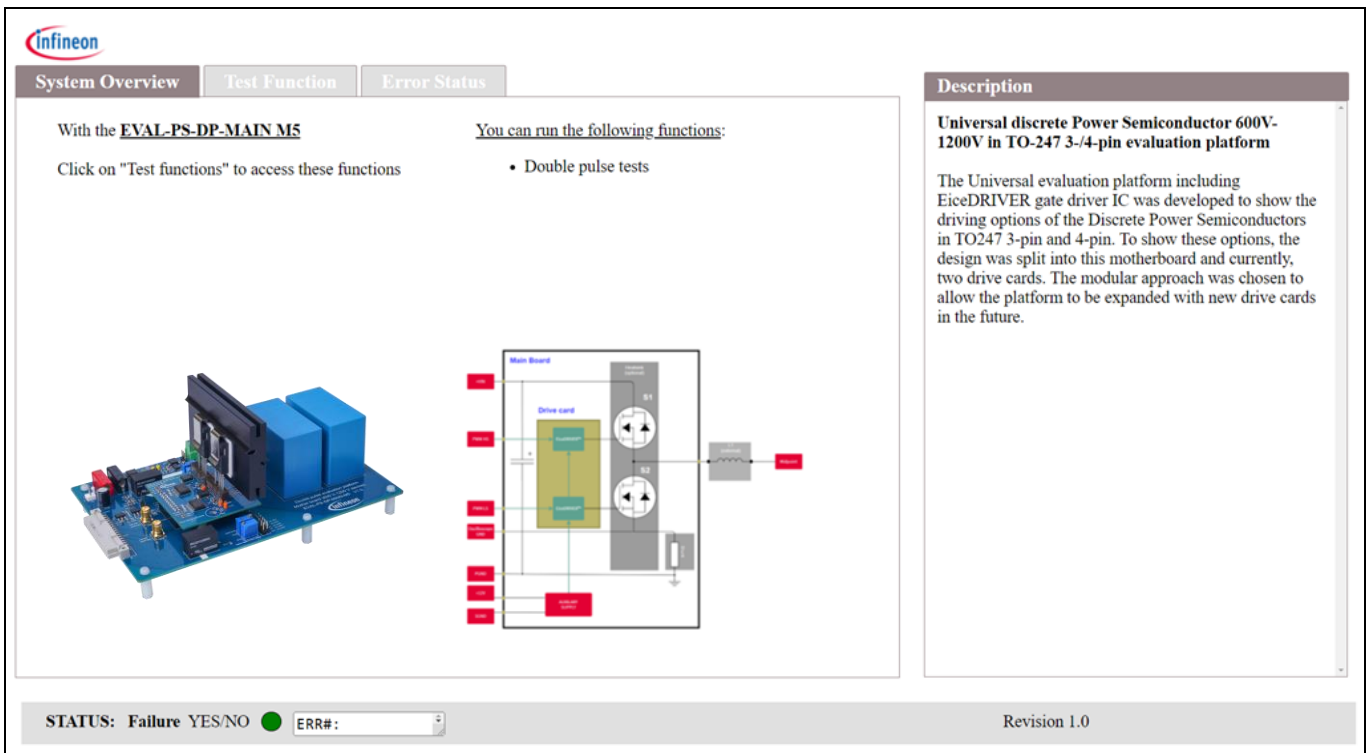 infineon
System Overview
Test Function
Error Status
With the EVAL-PS-DP-MAIN M5
Click on "Test functions" to access these functions
You can run the following functions:
• Double pulse tests
Main Board
S1
Drive card
S2
AUXILIARY
SUPPLY
infineon
Description
Universal discrete Power Semiconductor 600V-
1200V in TO-247 3-/4-pin evaluation platform
The Universal evaluation platform including
EiceDRIVER gate driver IC was developed to show the
driving options of the Discrete Power Semiconductors
in TO247 3-pin and 4-pin. To show these options, the
design was split into this motherboard and currently,
two drive cards. The modular approach was chosen to
allow the platform to be expanded with new drive cards
in the future.
STATUS: Failure YES/NO
ERR#:
Revision 1.0